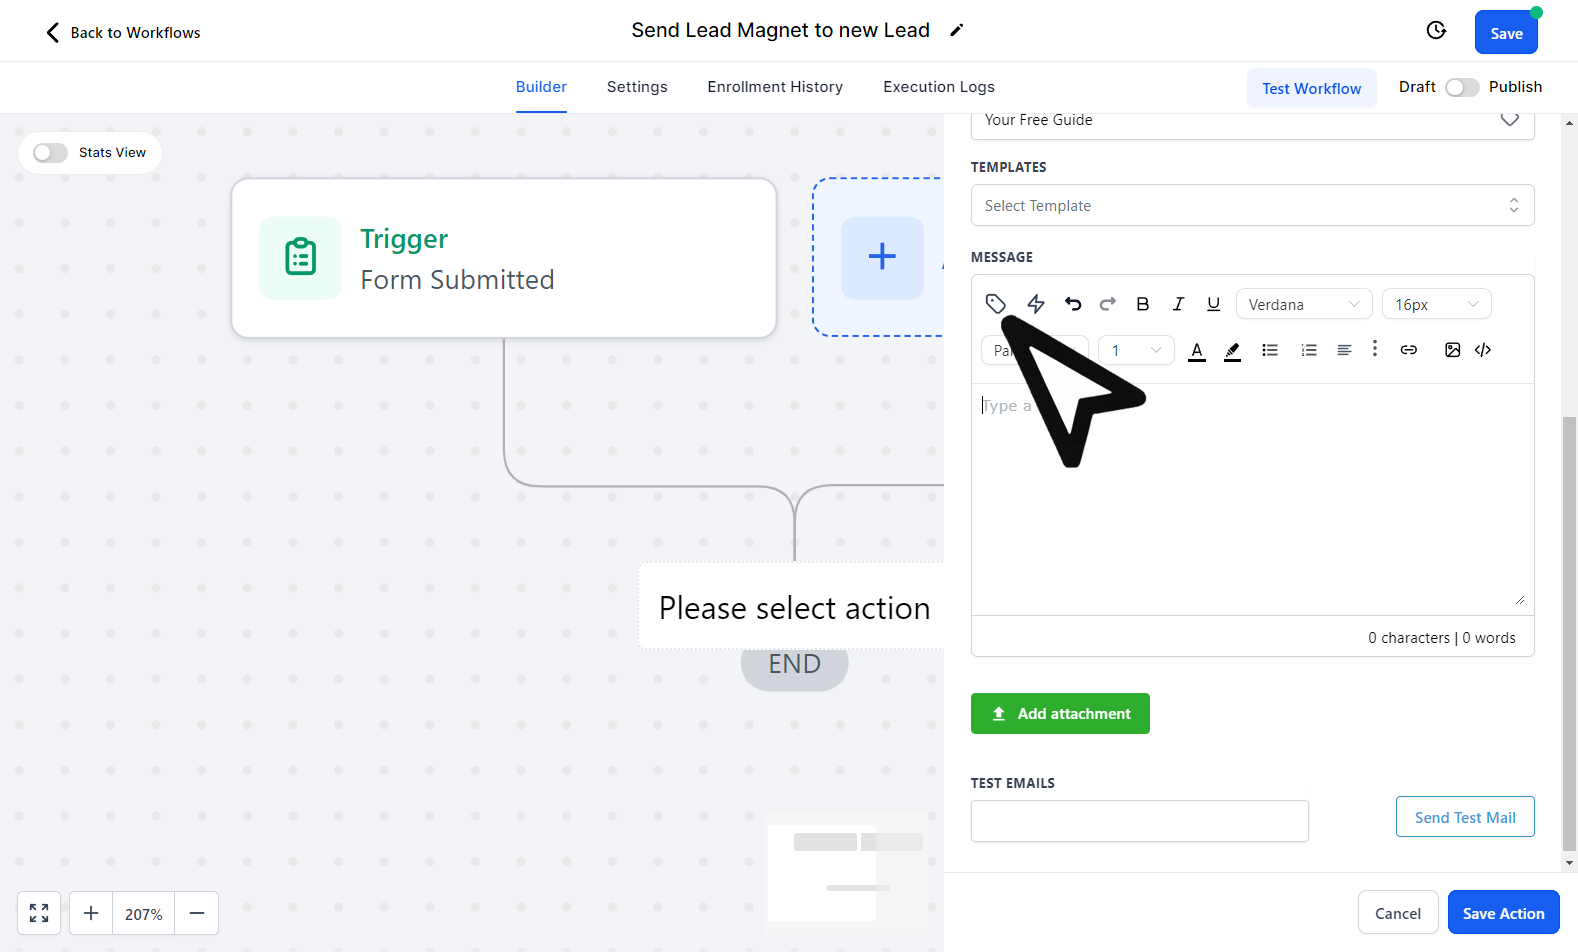 Back to Workflows
Send Lead Magnet to new Lead
Save
Builder
Settings
Enrollment History
Execution Logs
Test Workflow
Draft
Publish
Stats View
Trigger
Form Submitted
Please select action
END
207%
Your Free Guide
TEMPLATES
Select Template
MESSAGE
B I U
Verdana
16px
1
A
Type a
0 characters | 0 words
Add attachment
TEST EMAILS
Send Test Mail
Cancel
Save Action